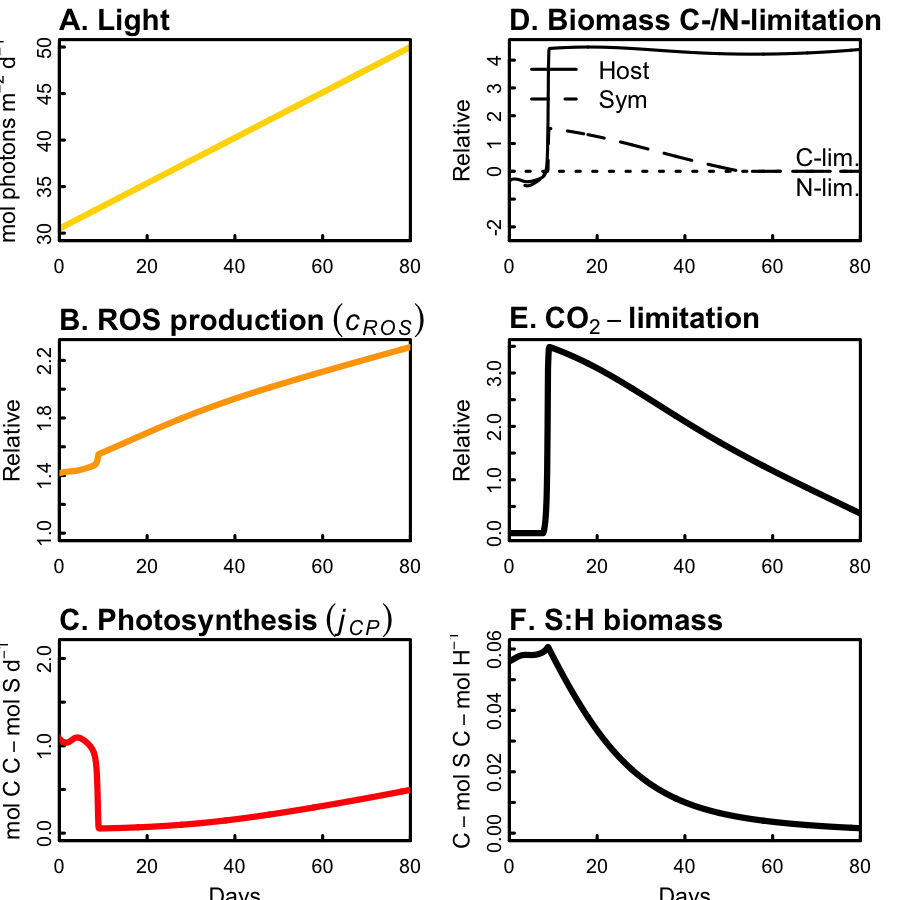 A. Light
mol photons m⁻² d⁻¹
30 35 40 45 50
0 20 40 60 80
B. ROS production (cROS)
Relative
1.0 1.4 1.8 2.2
0 20 40 60 80
C. Photosynthesis (jCP)
mol C C – mol S d⁻¹
0.0 1.0 2.0
0 20 40 60 80
Days
D. Biomass C-/N-limitation
Relative
-2 0 1 2 3 4
Host
Sym
C-lim.
N-lim.
0 20 40 60 80
E. CO₂ – limitation
Relative
0.0 1.0 2.0 3.0
0 20 40 60 80
F. S:H biomass
C – mol S C – mol H⁻¹
0.00 0.02 0.04 0.06
0 20 40 60 80
Days